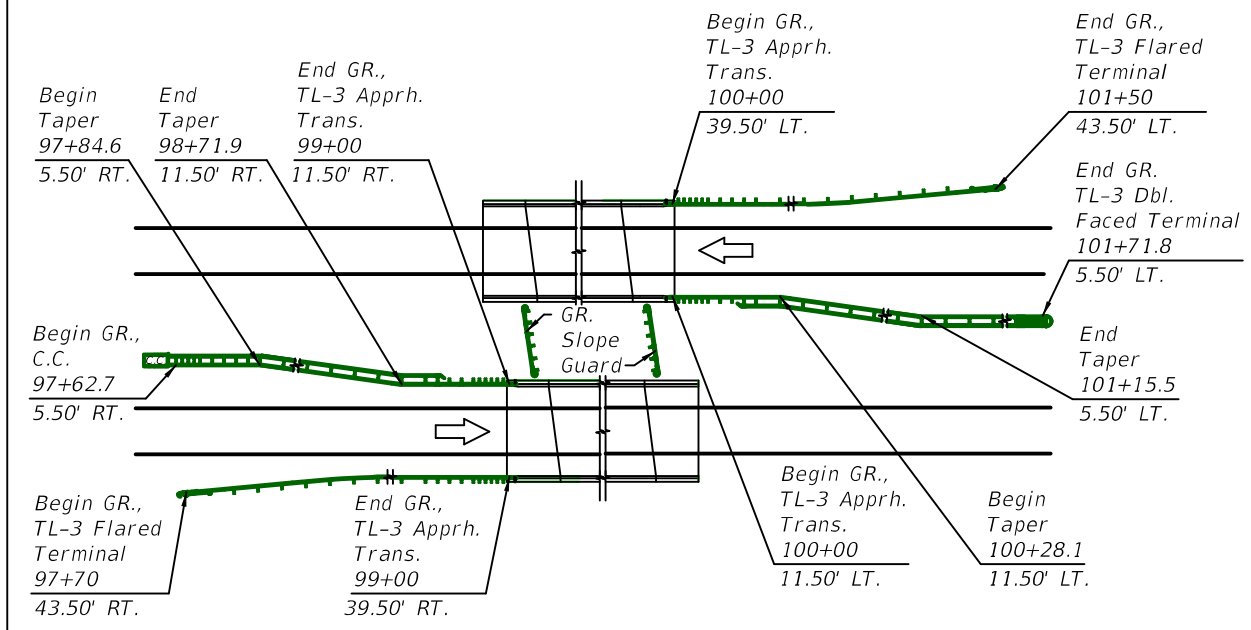 Begin GR.,
TL-3 Apprh.
Trans.
100+00
39.50' LT.
End GR.,
TL-3 Flared
Terminal
101+50
43.50' LT.
End GR.,
TL-3 Apprh.
Trans.
99+00
11.50' RT.
Begin
Taper
97+84.6
5.50' RT.
End
Taper
98+71.9
11.50' RT.
End GR.
TL-3 Dbl.
Faced Terminal
101+71.8
5.50' LT.
GR.
Slope
Guard
Begin GR.,
C.C.
97+62.7
5.50' RT.
End
Taper
101+15.5
5.50' LT.
Begin GR.,
TL-3 Flared
Terminal
97+70
43.50' RT.
End GR.,
TL-3 Apprh.
Trans.
99+00
39.50' RT.
Begin GR.,
TL-3 Apprh.
Trans.
100+00
11.50' LT.
Begin
Taper
100+28.1
11.50' LT.